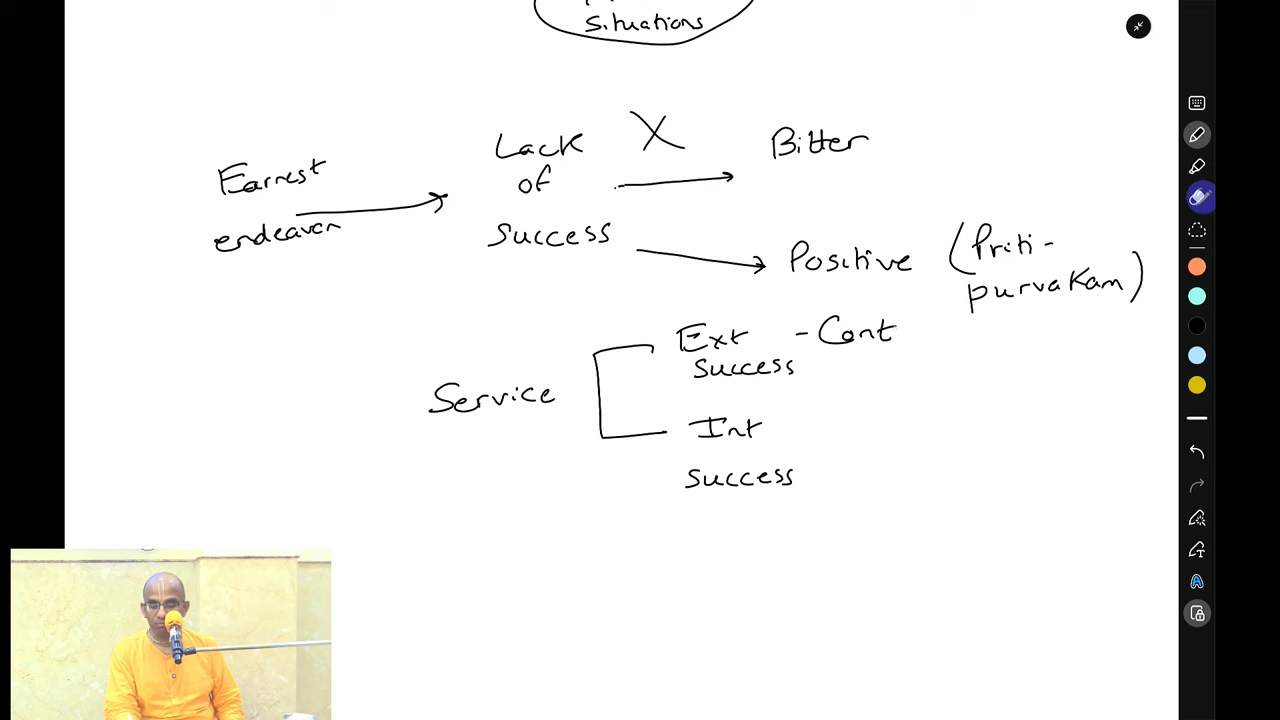 situations
Earnest
endeavor
Lack
of
success
X
Bitter
Positive (Priti-
purvakam)
Service
Ext - Cont
success
Int
success